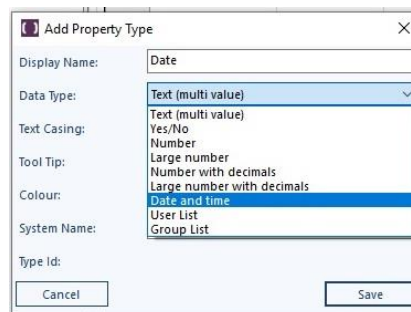 Add Property Type
Display Name: Date
Data Type: Text (multi value)
Text (multi value)
Text Casing: Yes/No
Number
Tool Tip: Large number
Number with decimals
Colour: Large number with decimals
Date and time
System Name: User List
Group List
Type Id:
Cancel Save